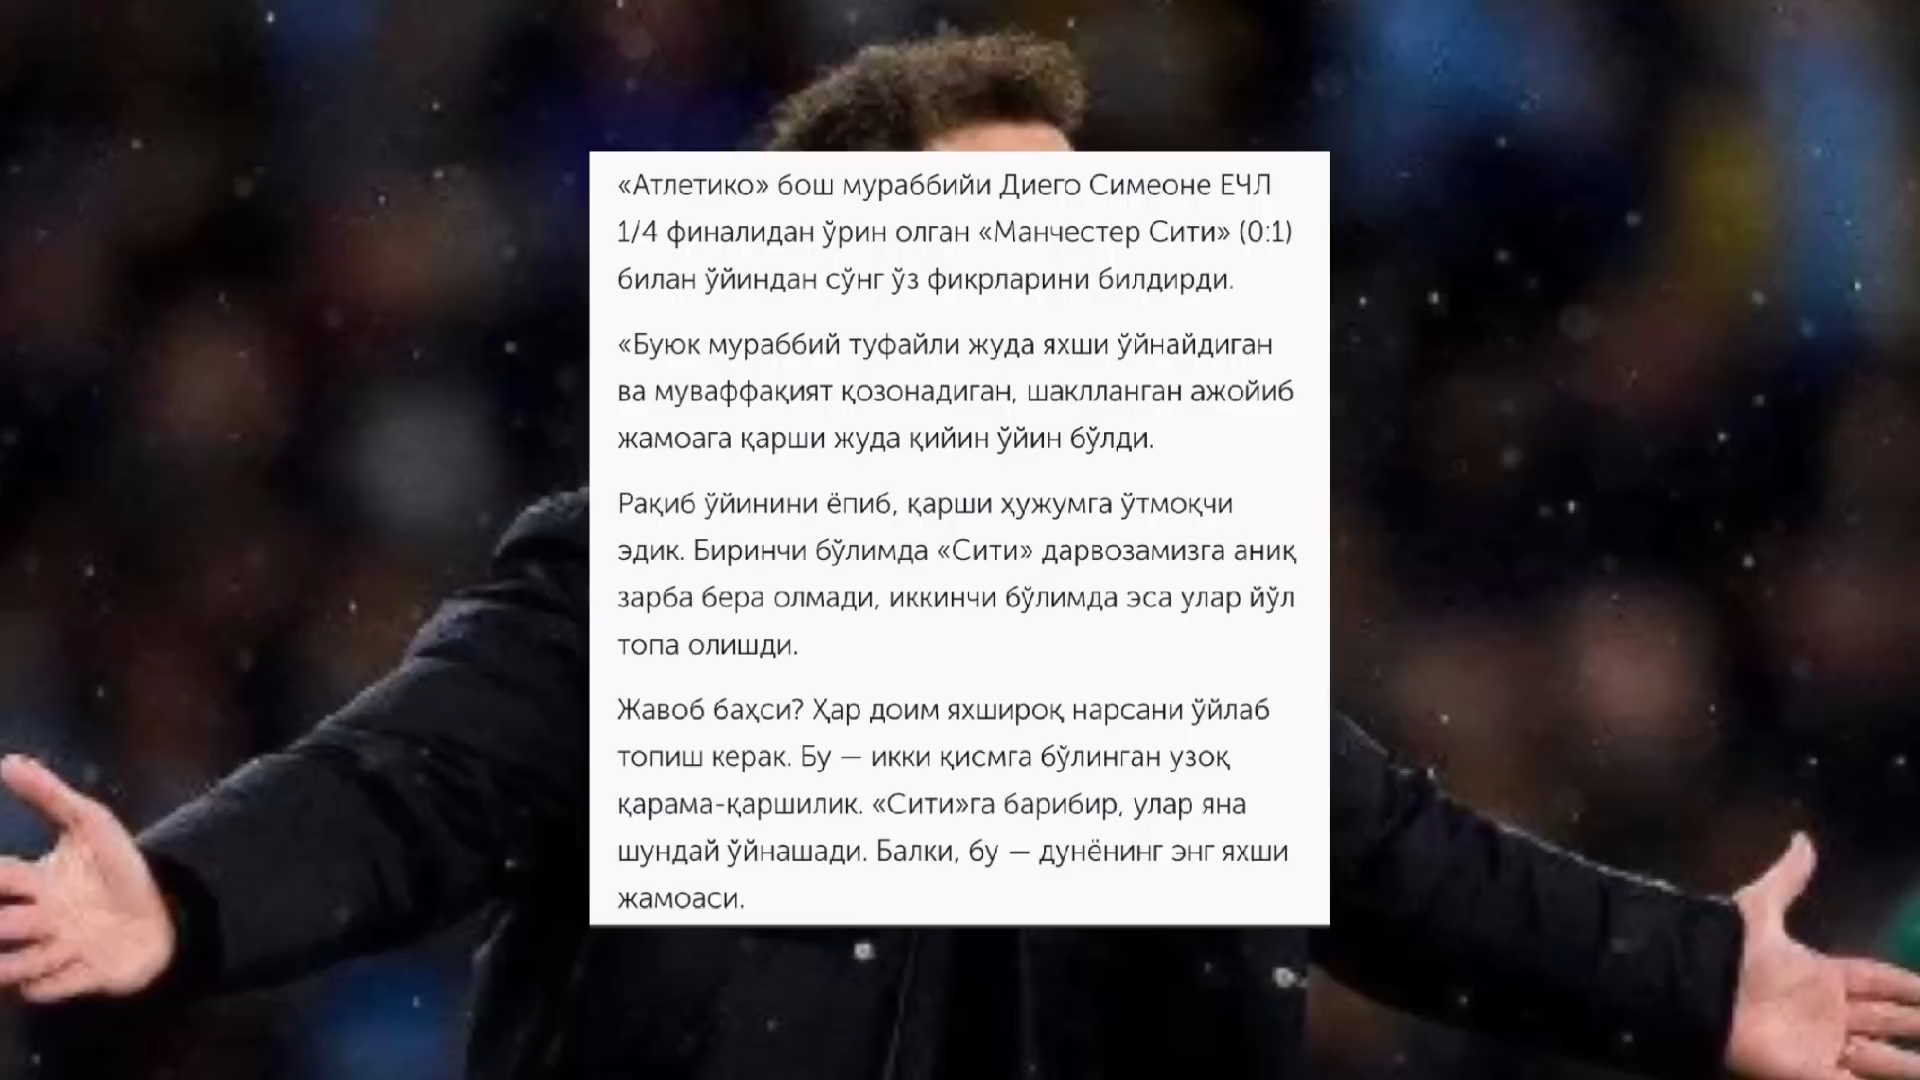 «Атлетико» бош мураббийи Диего Симеоне ЕЧЛ
1/4 финалидан ўрин олган «Манчестер Сити» (0:1)
билан ўйиндан сўнг ўз фикрларини билдирди.
«Буюк мураббий туфайли жуда яхши ўйнайдиган
ва муваффақият қозонадиган, шаклланган ажойиб
жамоага қарши жуда қийин ўйин бўлди.
Рақиб ўйинини ёпиб, қарши ҳужумга ўтмоқчи
эдик. Биринчи бўлимда «Сити» дарвозамизга аниқ
зарба бера олмади, иккинчи бўлимда эса улар йўл
топа олишди.
Жавоб баҳси? Ҳар доим яхшироқ нарсани ўйлаб
топиш керак. Бу — икки қисмга бўлинган узоқ
қарама-қаршилик. «Сити»га барибир, улар яна
шундай ўйнашади. Балки, бу — дунёнинг энг яхши
жамоаси.